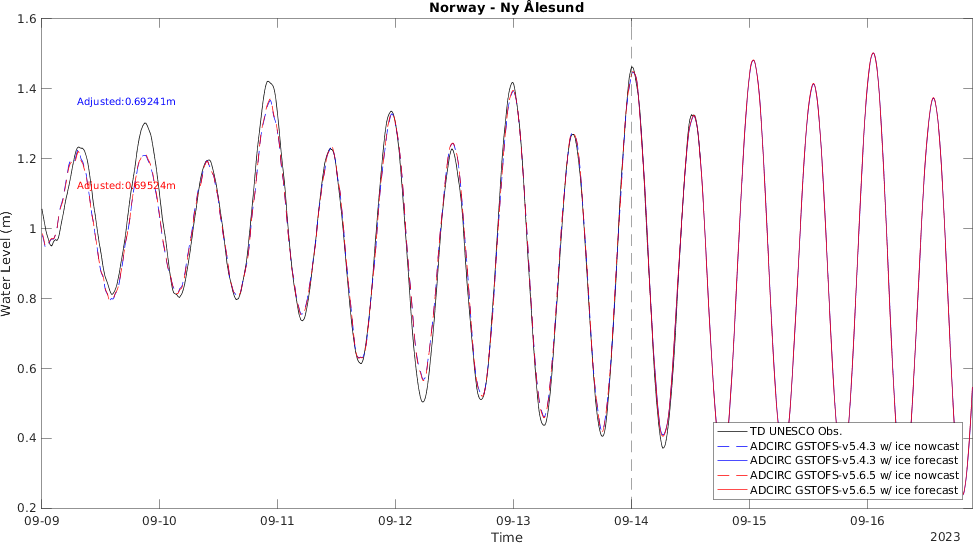 Norway - Ny Ålesund
1.6
1.4
1.2
1
0.8
0.6
0.4
0.2
Water Level (m)
Adjusted:0.69241m
Adjusted:0.69524m
TD UNESCO Obs.
ADCIRC GSTOFS-v5.4.3 w/ ice nowcast
ADCIRC GSTOFS-v5.4.3 w/ ice forecast
ADCIRC GSTOFS-v5.6.5 w/ ice nowcast
ADCIRC GSTOFS-v5.6.5 w/ ice forecast
09-09 09-10 09-11 09-12 09-13 09-14 09-15 09-16
Time
2023